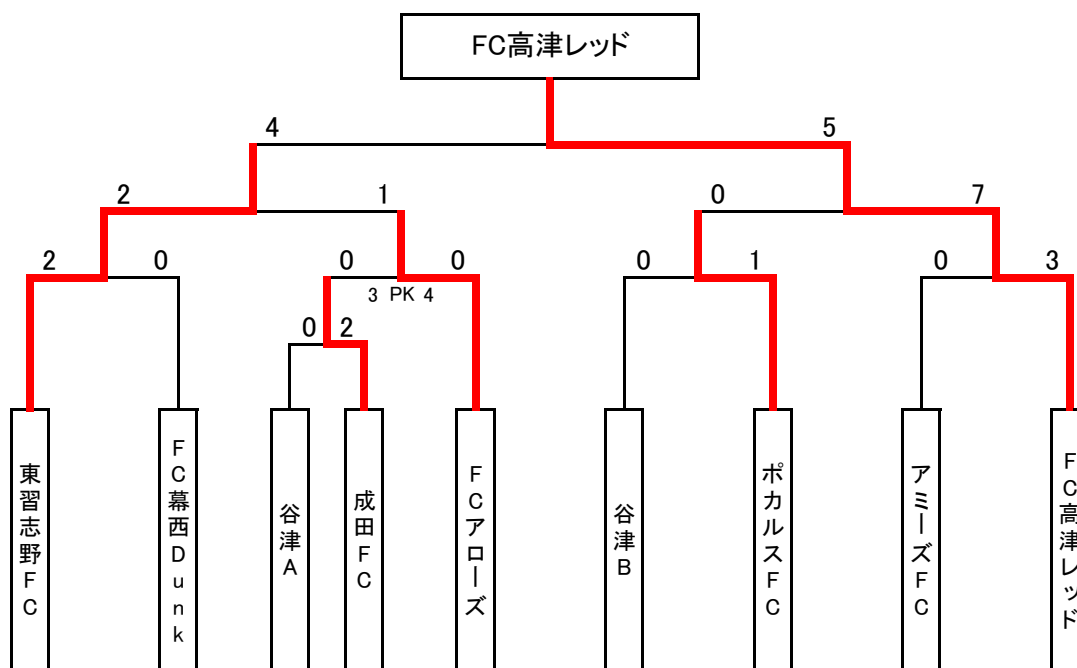 FC高津レッド
4 5
2 1 0 7
2 0 0 0 0 1 0 3
3 PK 4
0 2
東習志野FC
FC幕西Dunk
谷津A
成田FC
FCアローズ
谷津B
ポカルスFC
アミーズFC
FC高津レッド